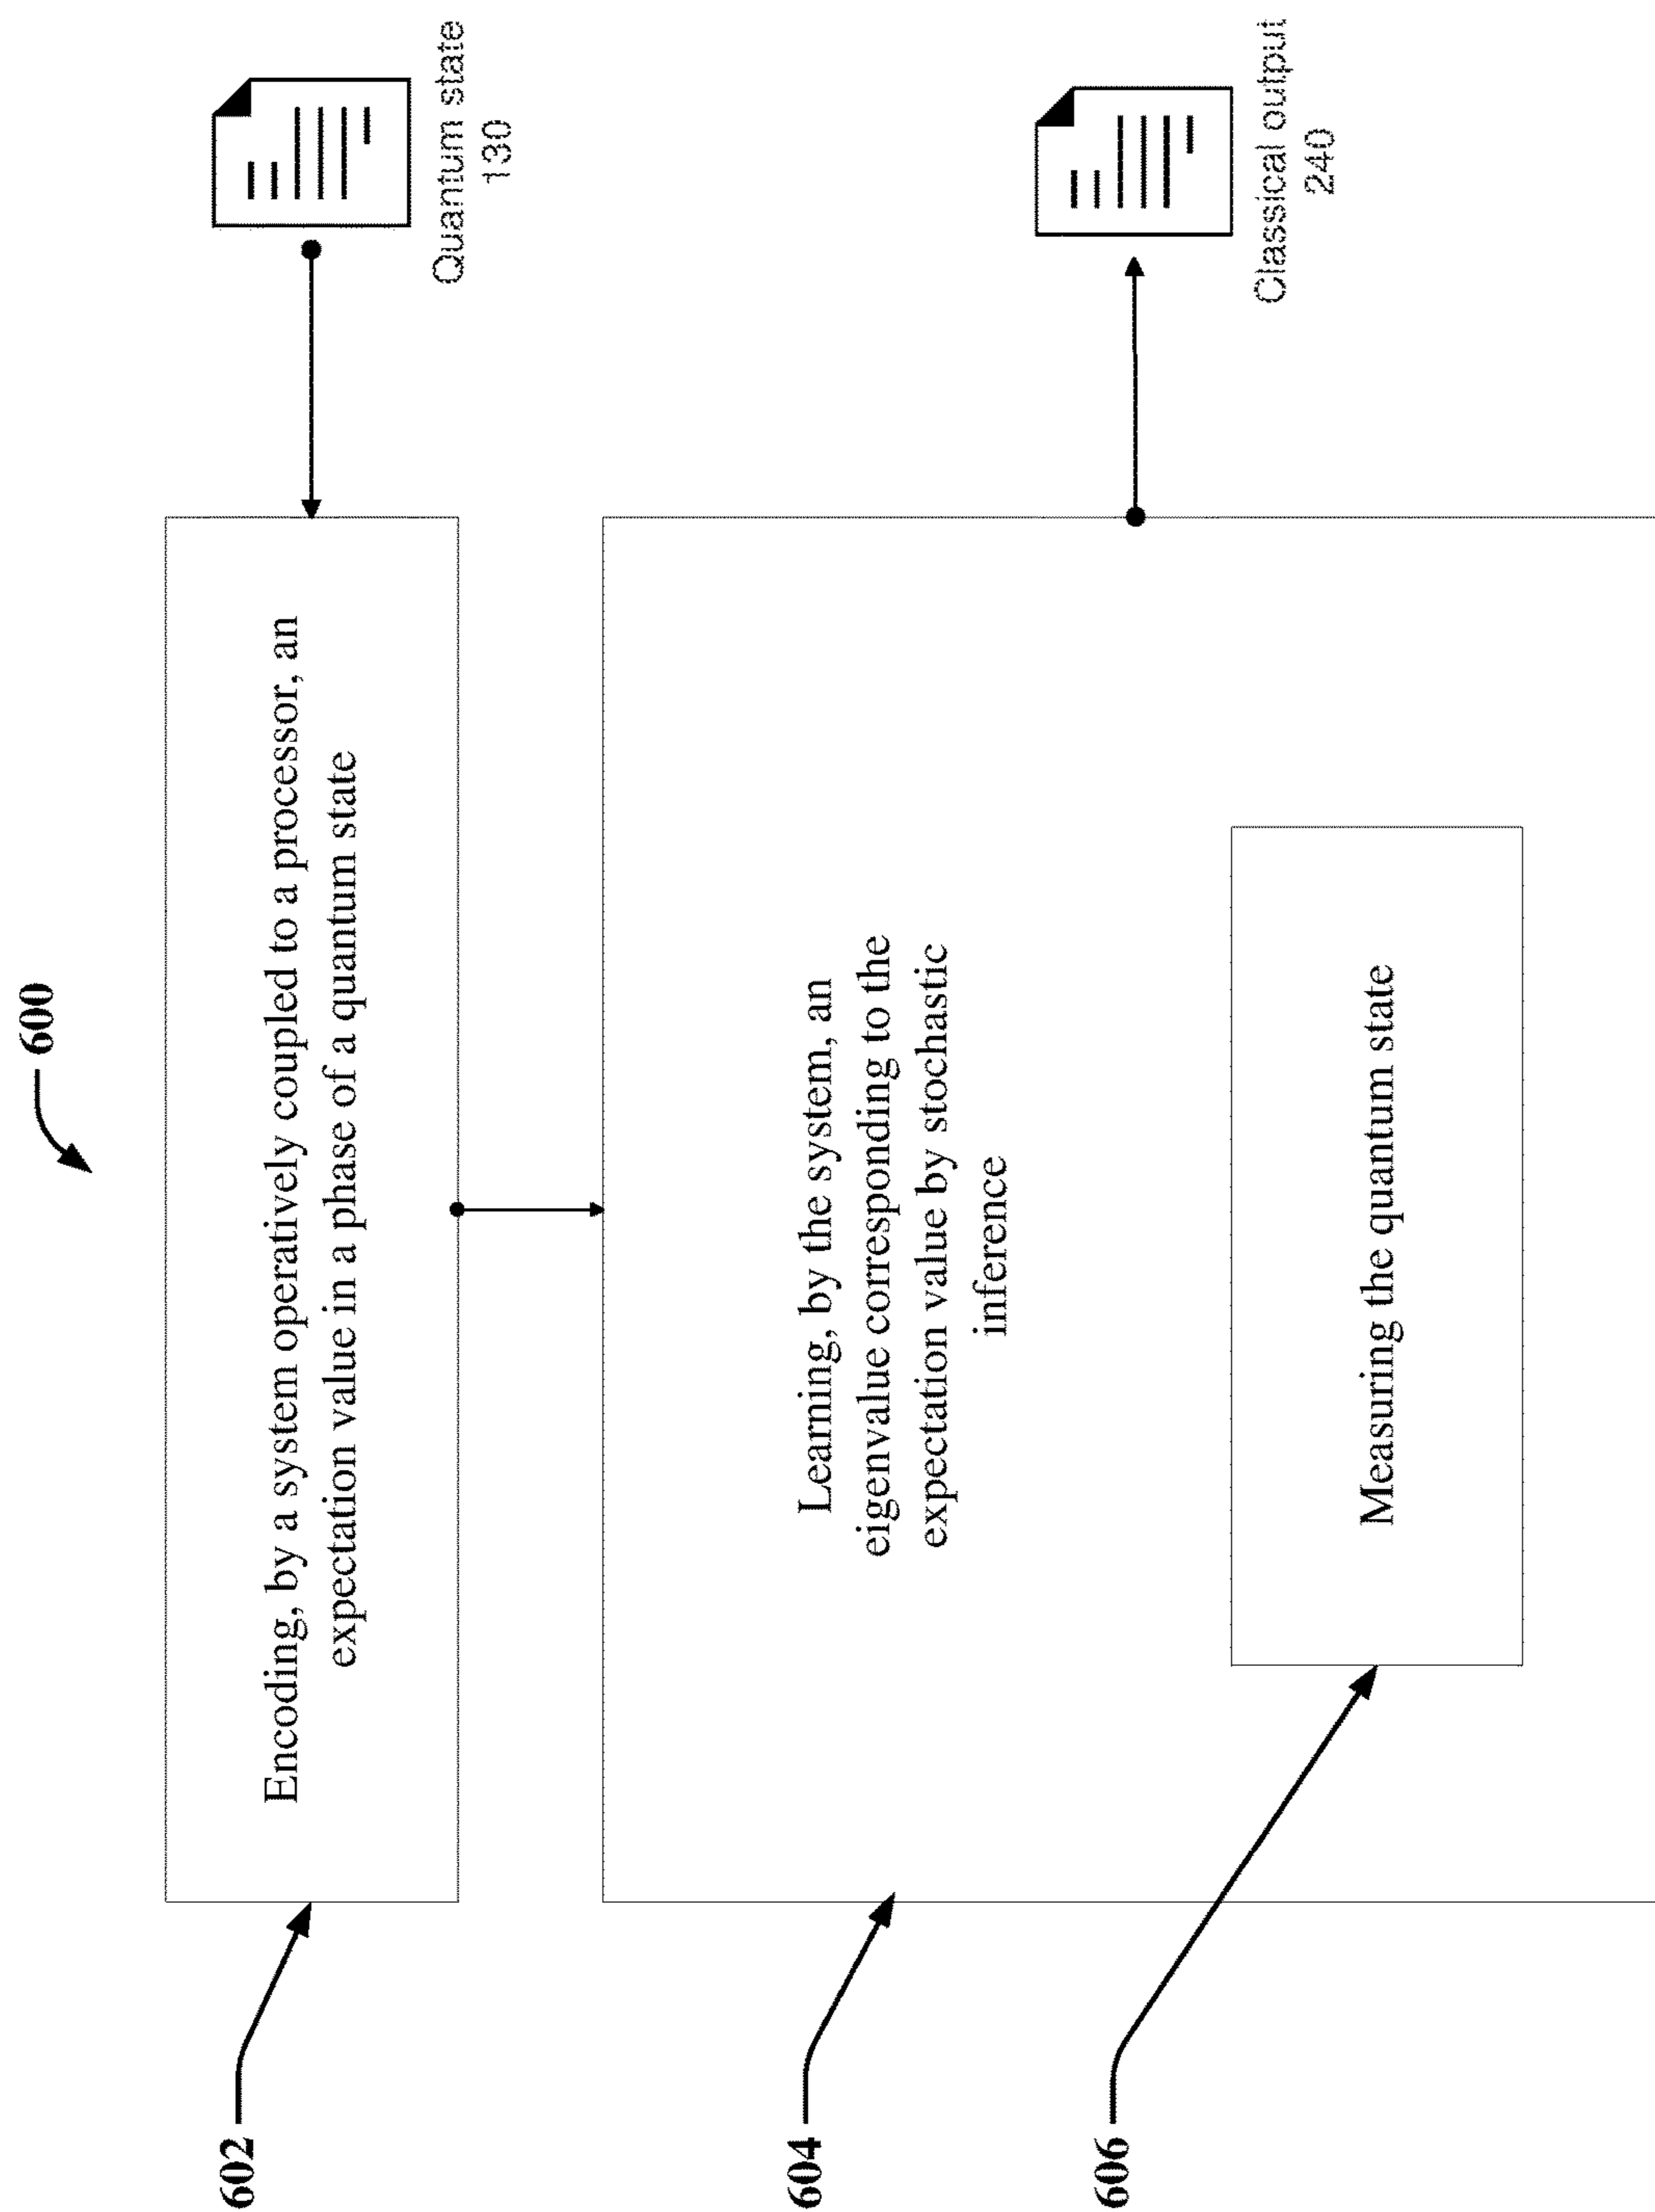 600
602
Encoding, by a system operatively coupled to a processor, an
expectation value in a phase of a quantum state
Quantum state
130
604
Learning, by the system, an
eigenvalue corresponding to the
expectation value by stochastic
inference
Classical output
240
606
Measuring the quantum state